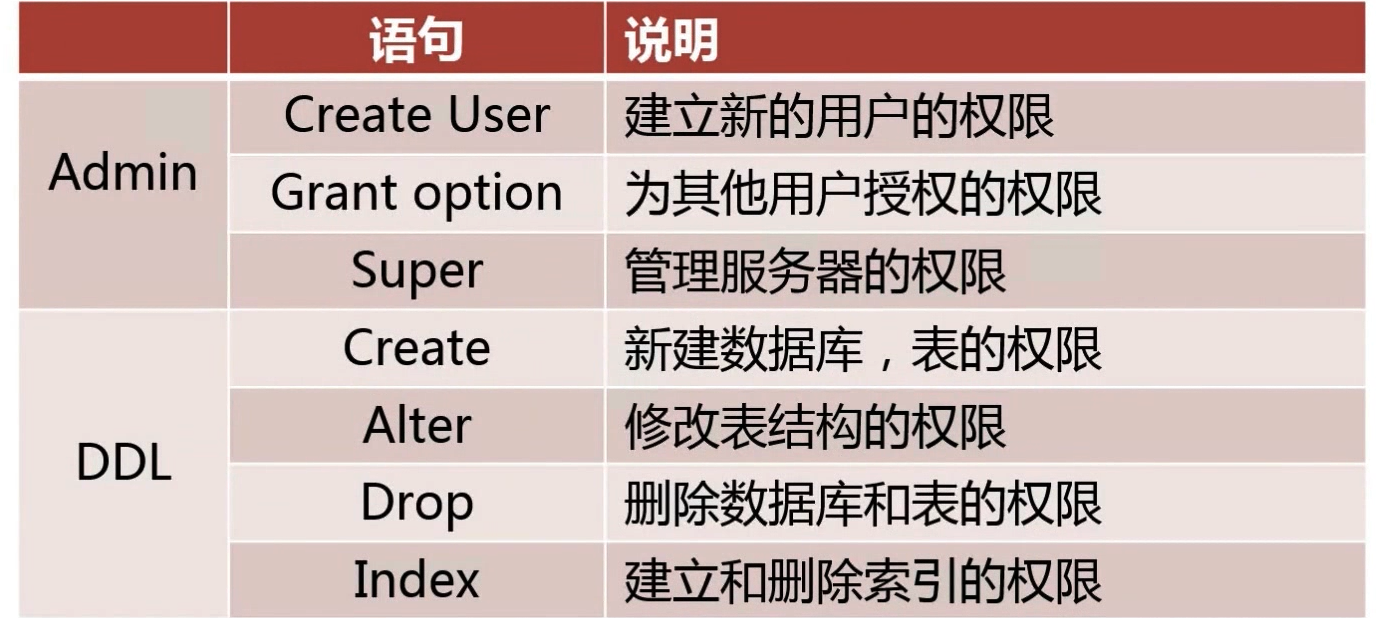 语句 说明
Admin
Create User 建立新的用户的权限
Grant option 为其他用户授权的权限
Super 管理服务器的权限
DDL
Create 新建数据库，表的权限
Alter 修改表结构的权限
Drop 删除数据库和表的权限
Index 建立和删除索引的权限